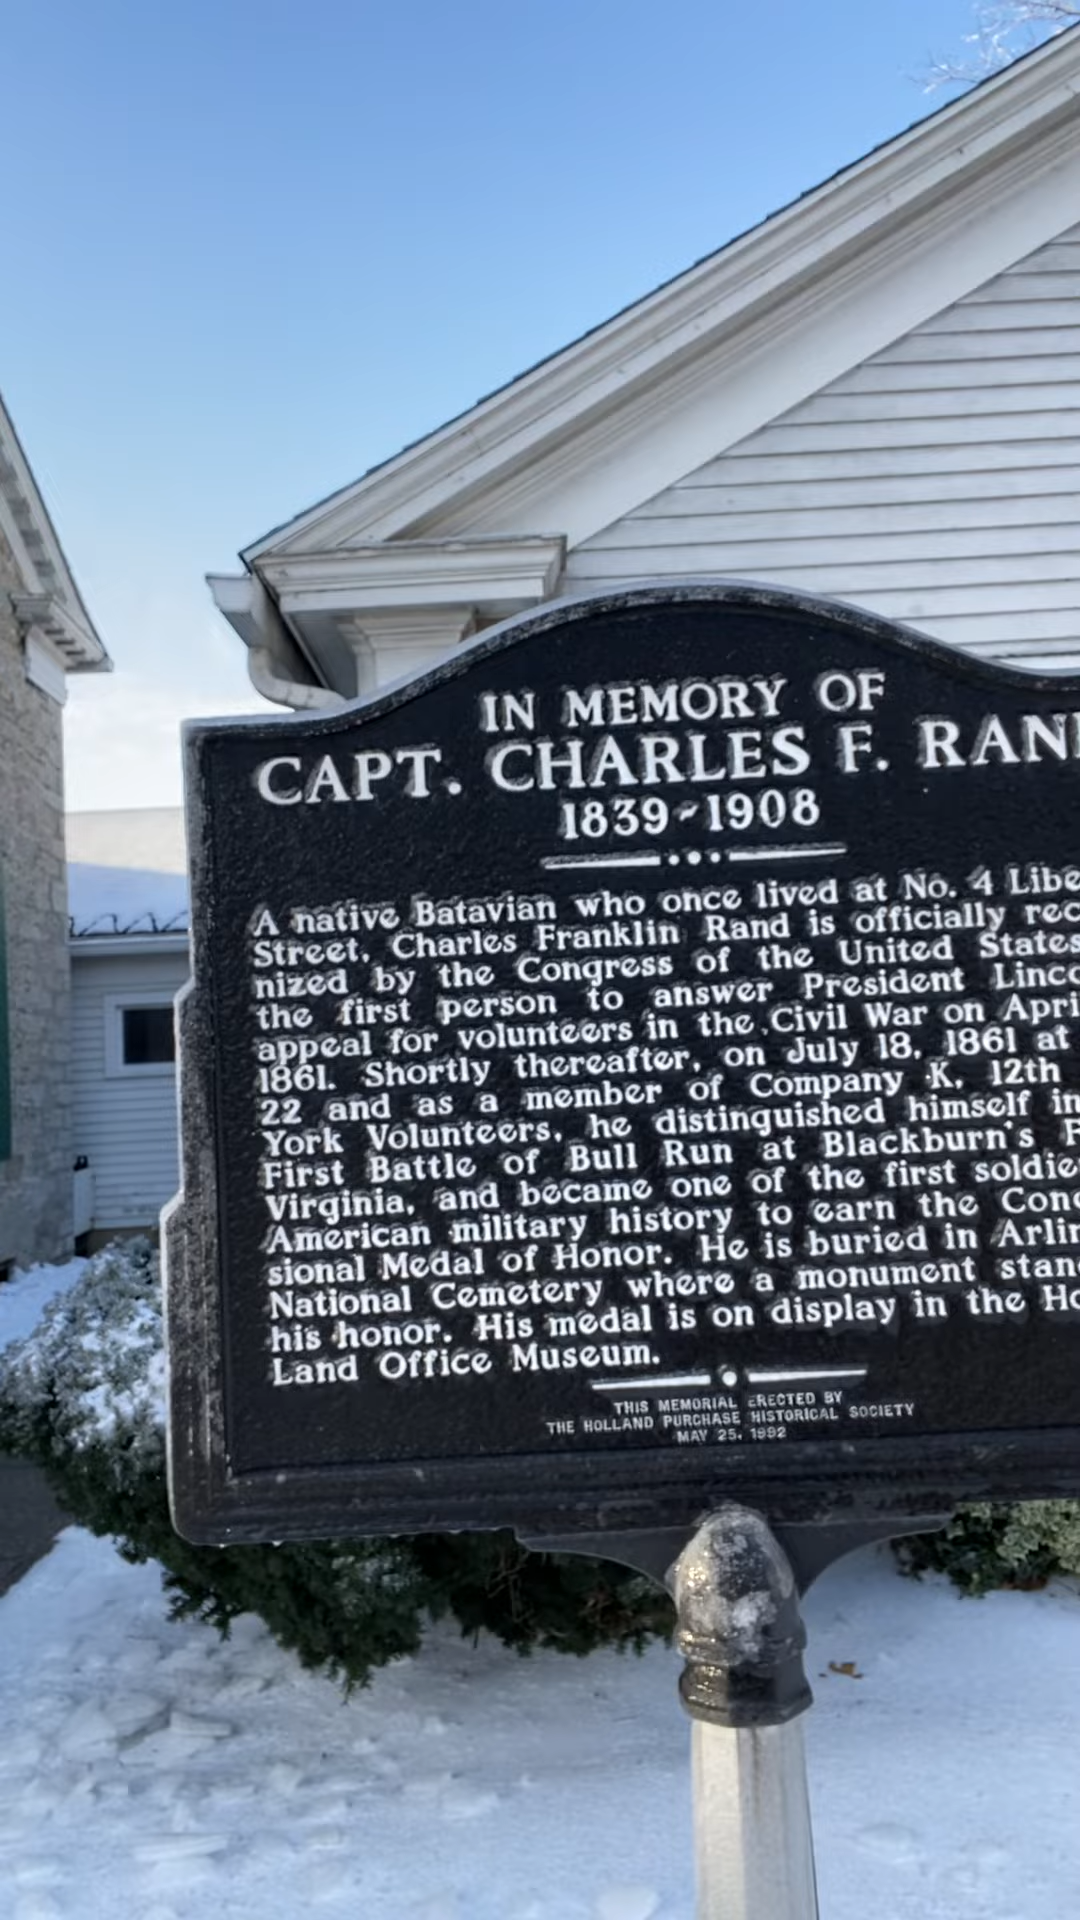 IN MEMORY OF
CAPT. CHARLES F. RAN
1839-1908
A native Batavian who once lived at No. 4 Libe
Street, Charles Franklin Rand is officially rec
nized by the Congress of the United States
the first person to answer President Linco
appeal for volunteers in the Civil War on Apri
1861. Shortly thereafter, on July 18, 1861 at
22 and as a member of Company K, 12th
York Volunteers, he distinguished himself in
First Battle of Bull Run at Blackburn's F
Virginia, and became one of the first soldie
American military history to earn the Cong
sional Medal of Honor. He is buried in Arlin
National Cemetery where a monument stan
his honor. His medal is on display in the Ho
Land Office Museum.
THIS MEMORIAL ERECTED BY
THE HOLLAND PURCHASE HISTORICAL SOCIETY
MAY 25, 1992